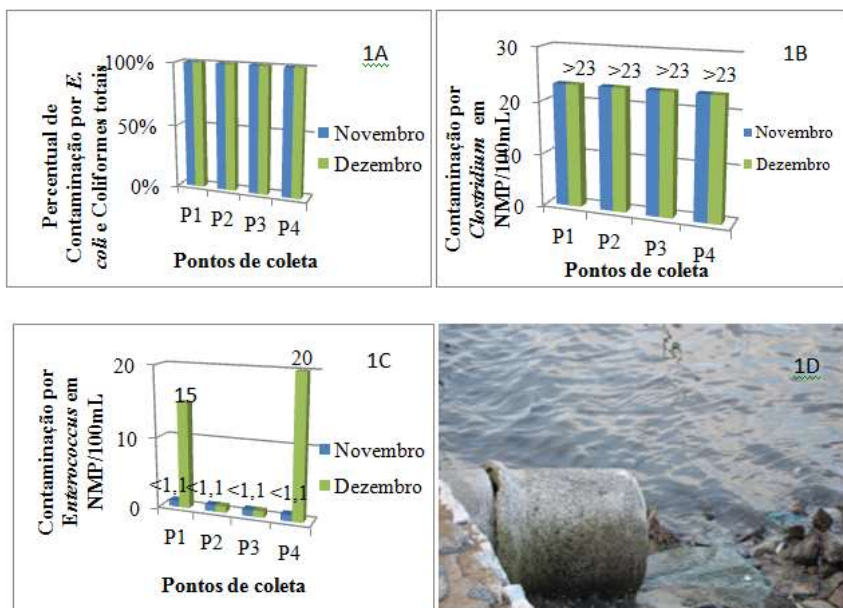 1A
100%
50%
0%
Percentual de
Contaminação por E.
coli e Coliformes totais
P1 P2 P3 P4
Pontos de coleta
Novembro
Dezembro
1B
30
20
10
0
>23 >23 >23 >23
Contaminação por
Clostridium em
NMP/100mL
P1 P2 P3 P4
Pontos de coleta
Novembro
Dezembro
1C
20
10
0
15
20
<1,1 <1,1 <1,1 <1,1
Contaminação por
Enterococcus em
NMP/100mL
P1 P2 P3 P4
Pontos de coleta
Novembro
Dezembro
1D